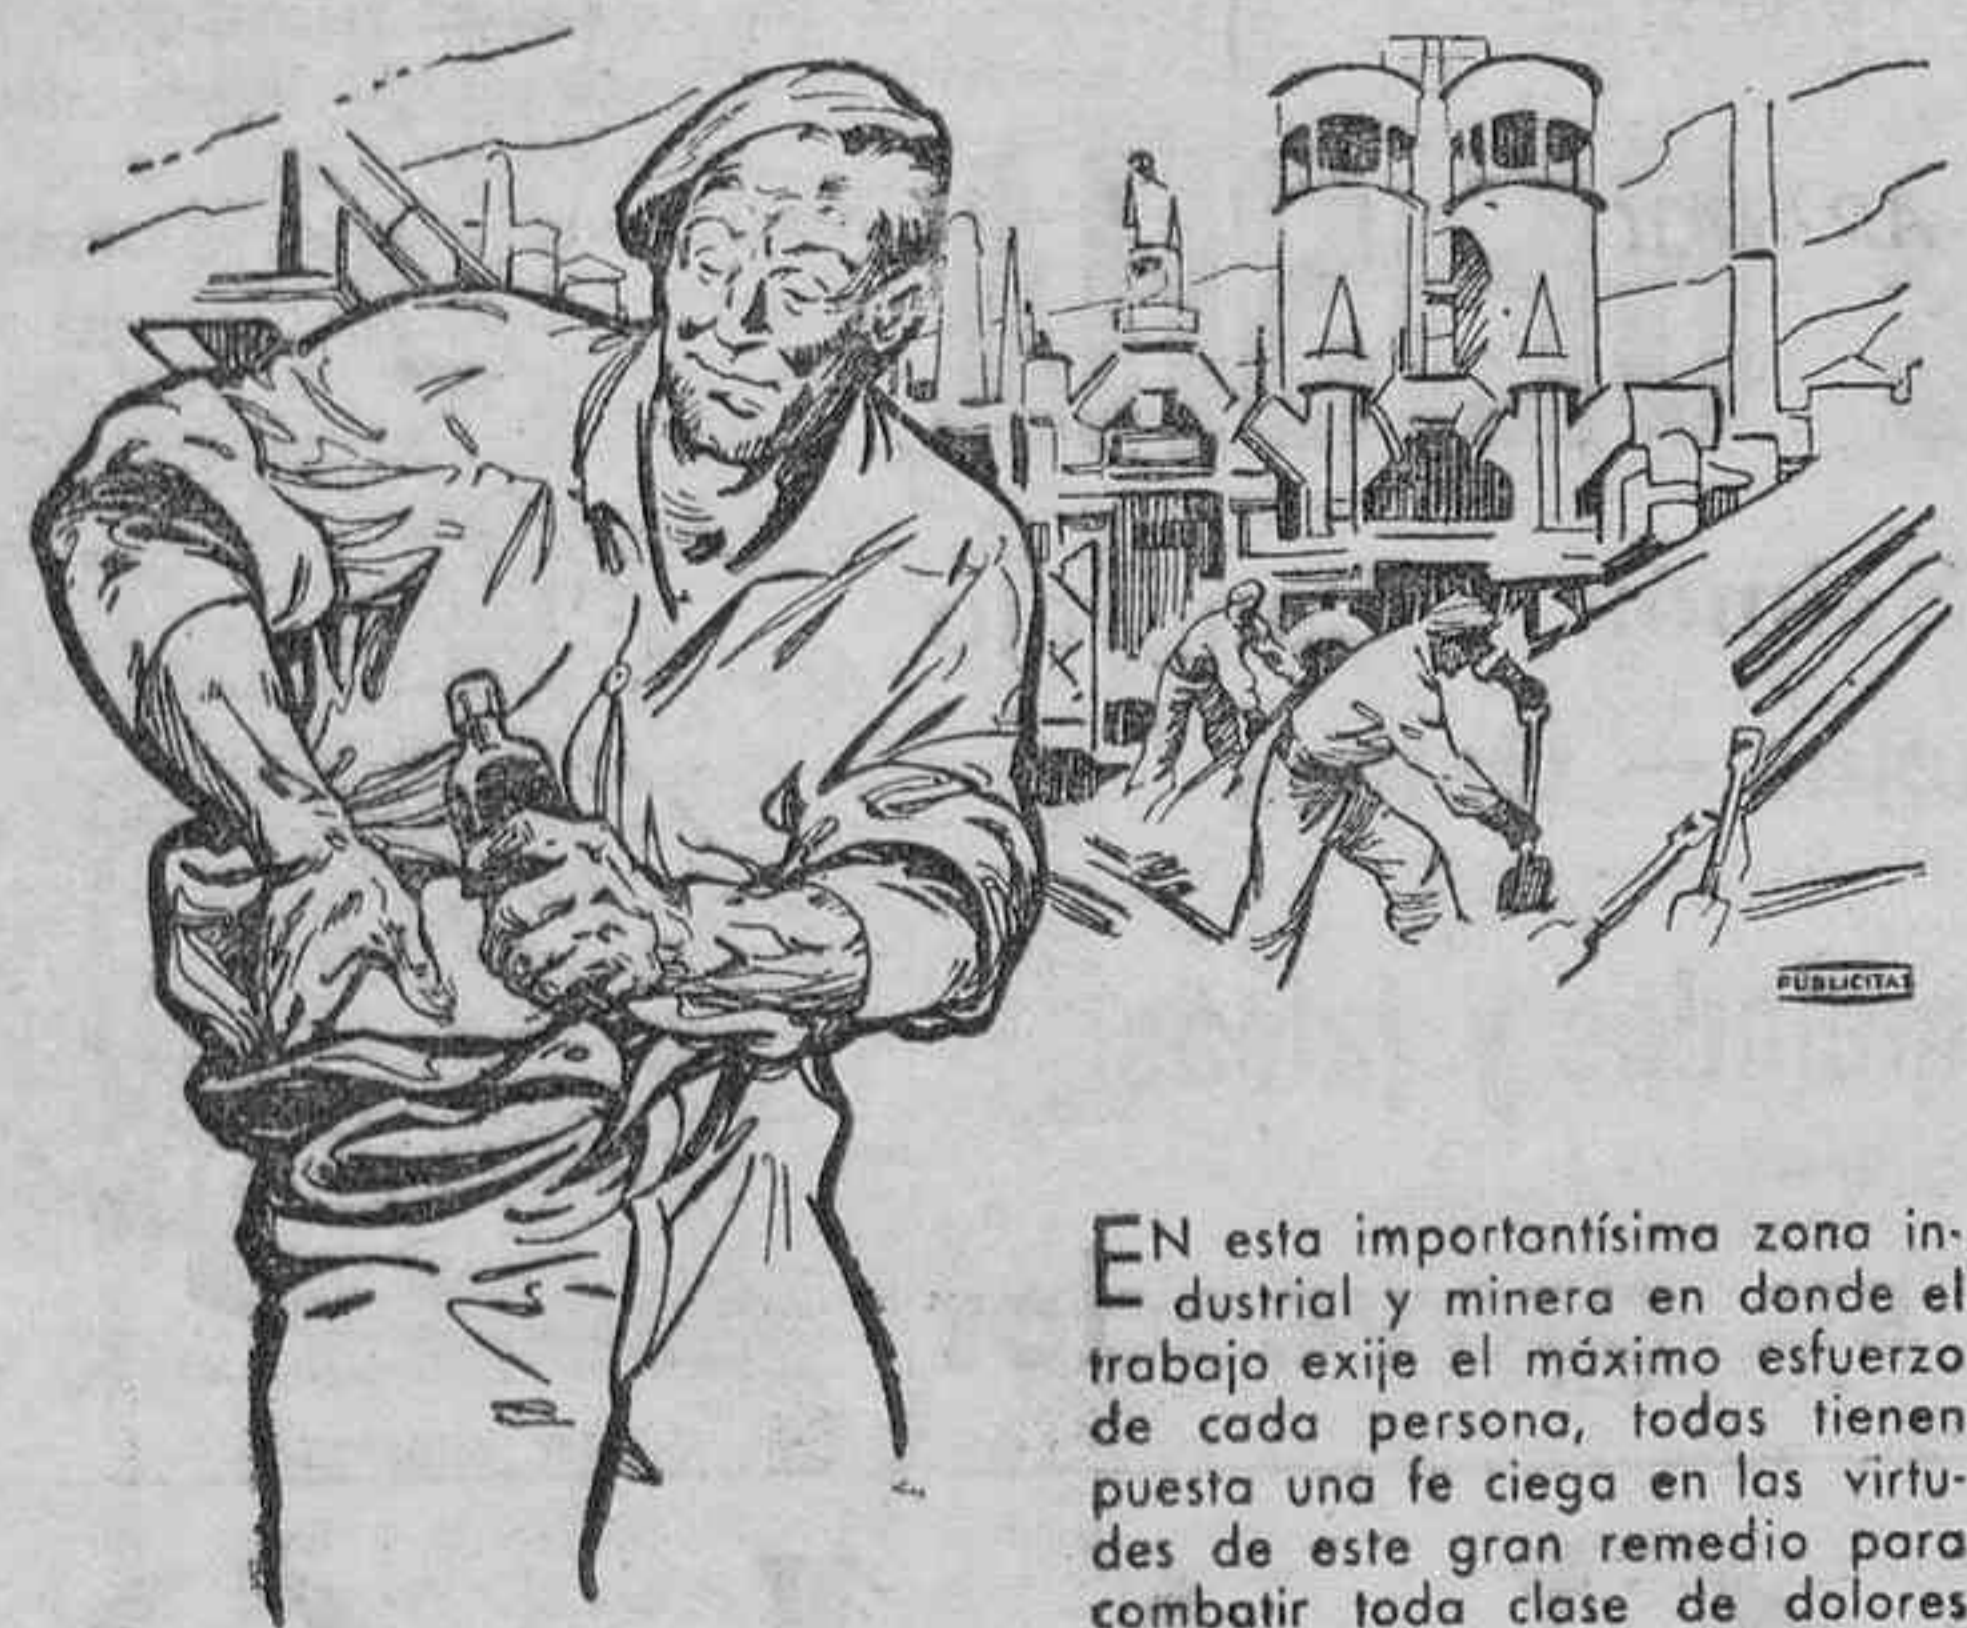 PUBLICITAS
EN esta importantísima zona in-
dustrial y minera en donde el
trabajo exije el máximo esfuerzo
de cada persona, todas tienen
puesta una fe ciega en las virtu-
des de este gran remedio para
combatir toda clase de dolores